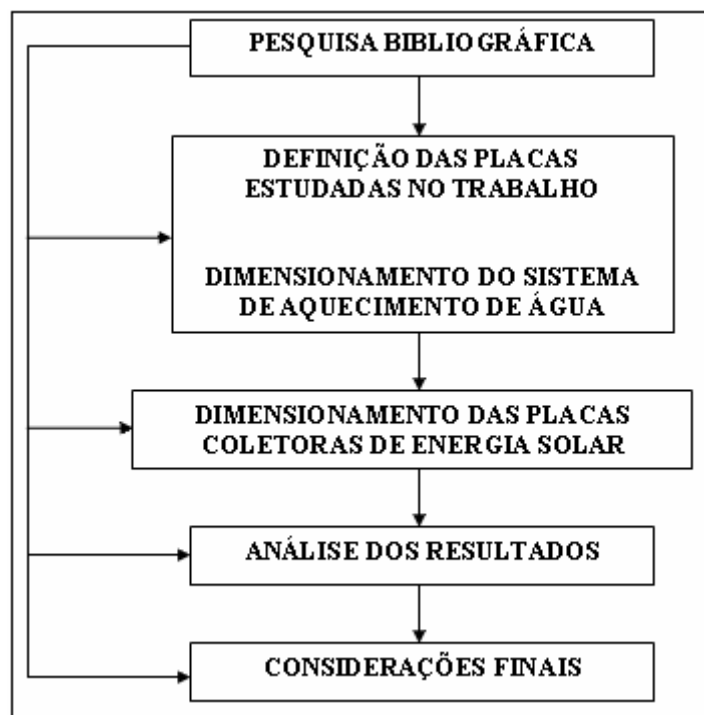 PESQUISA BIBLIOGRÁFICA
DEFINIÇÃO DAS PLACAS
ESTUDADAS NO TRABALHO
DIMENSIONAMENTO DO SISTEMA
DE AQUECIMENTO DE ÁGUA
DIMENSIONAMENTO DAS PLACAS
COLETORAS DE ENERGIA SOLAR
ANÁLISE DOS RESULTADOS
CONSIDERAÇÕES FINAIS